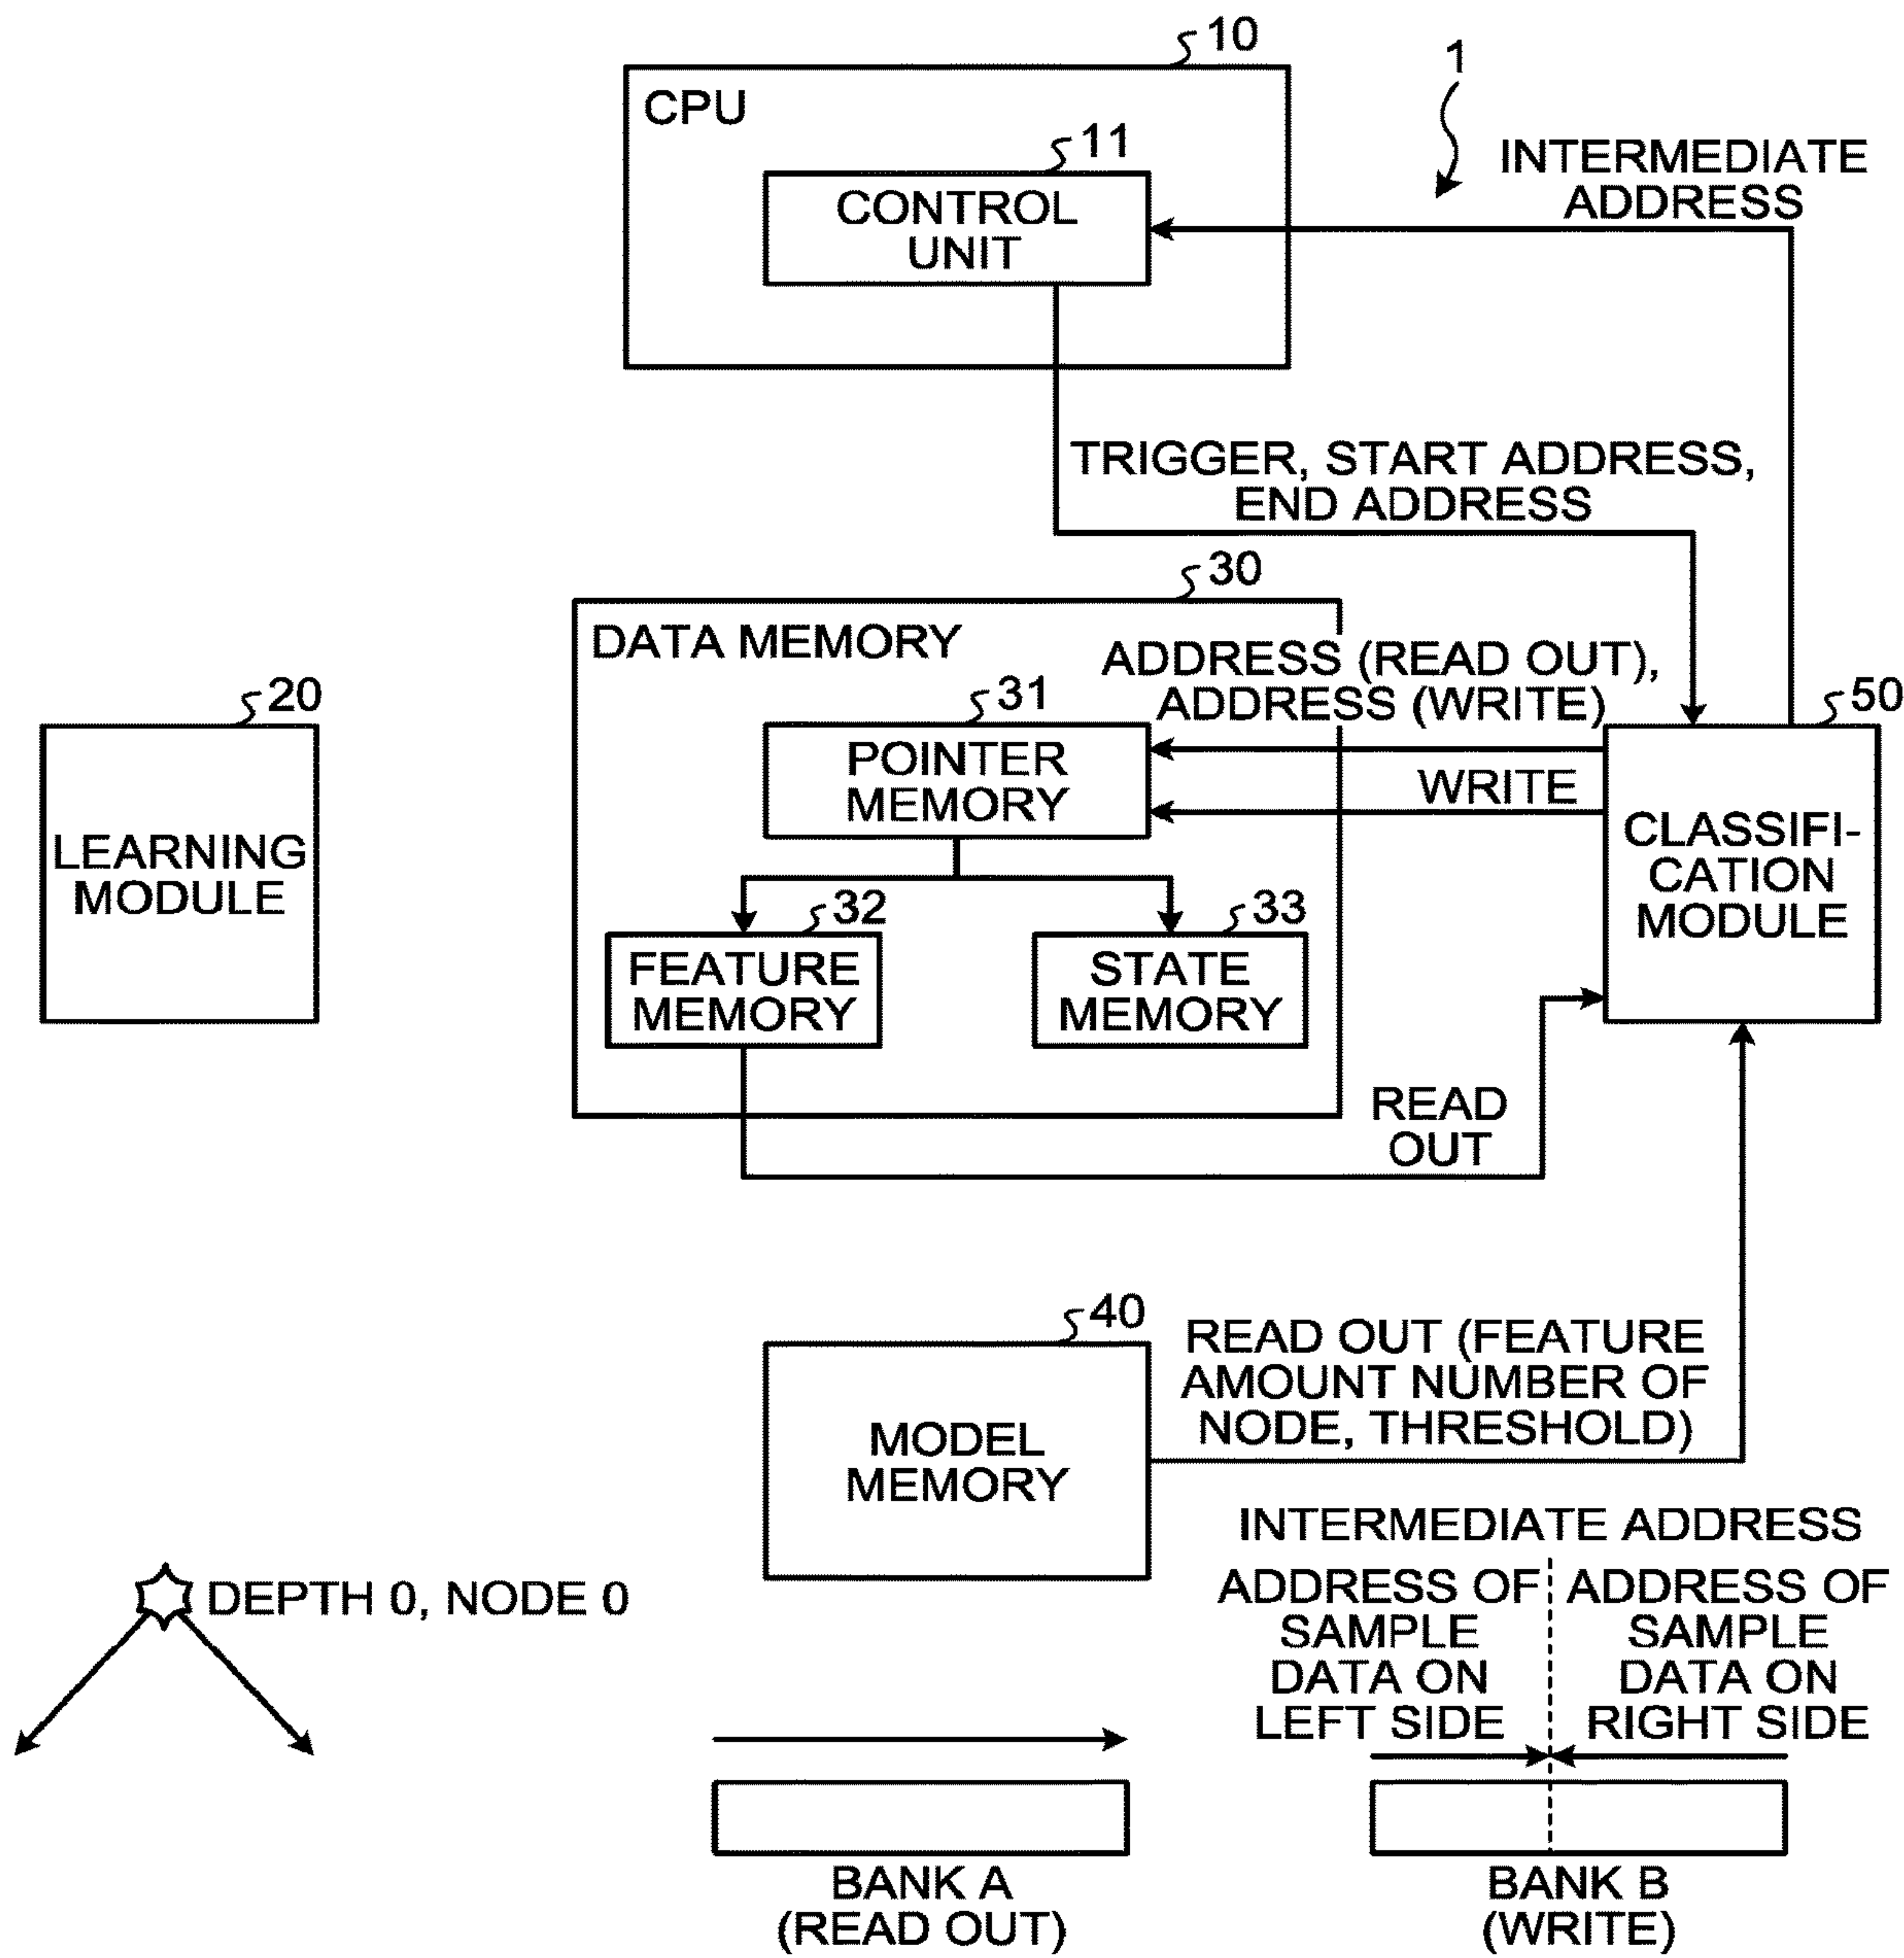 10
CPU
1
11
CONTROL
UNIT
INTERMEDIATE
ADDRESS
TRIGGER, START ADDRESS,
END ADDRESS
30
DATA MEMORY
ADDRESS (READ OUT),
ADDRESS (WRITE)
20
31
50
POINTER
MEMORY
WRITE
LEARNING
MODULE
CLASSIFI-
CATION
MODULE
32
33
FEATURE
MEMORY
STATE
MEMORY
READ
OUT
40
MODEL
MEMORY
READ OUT (FEATURE
AMOUNT NUMBER OF
NODE, THRESHOLD)
DEPTH 0, NODE 0
INTERMEDIATE ADDRESS
ADDRESS OF
SAMPLE
DATA ON
LEFT SIDE
ADDRESS OF
SAMPLE
DATA ON
RIGHT SIDE
BANK A
(READ OUT)
BANK B
(WRITE)